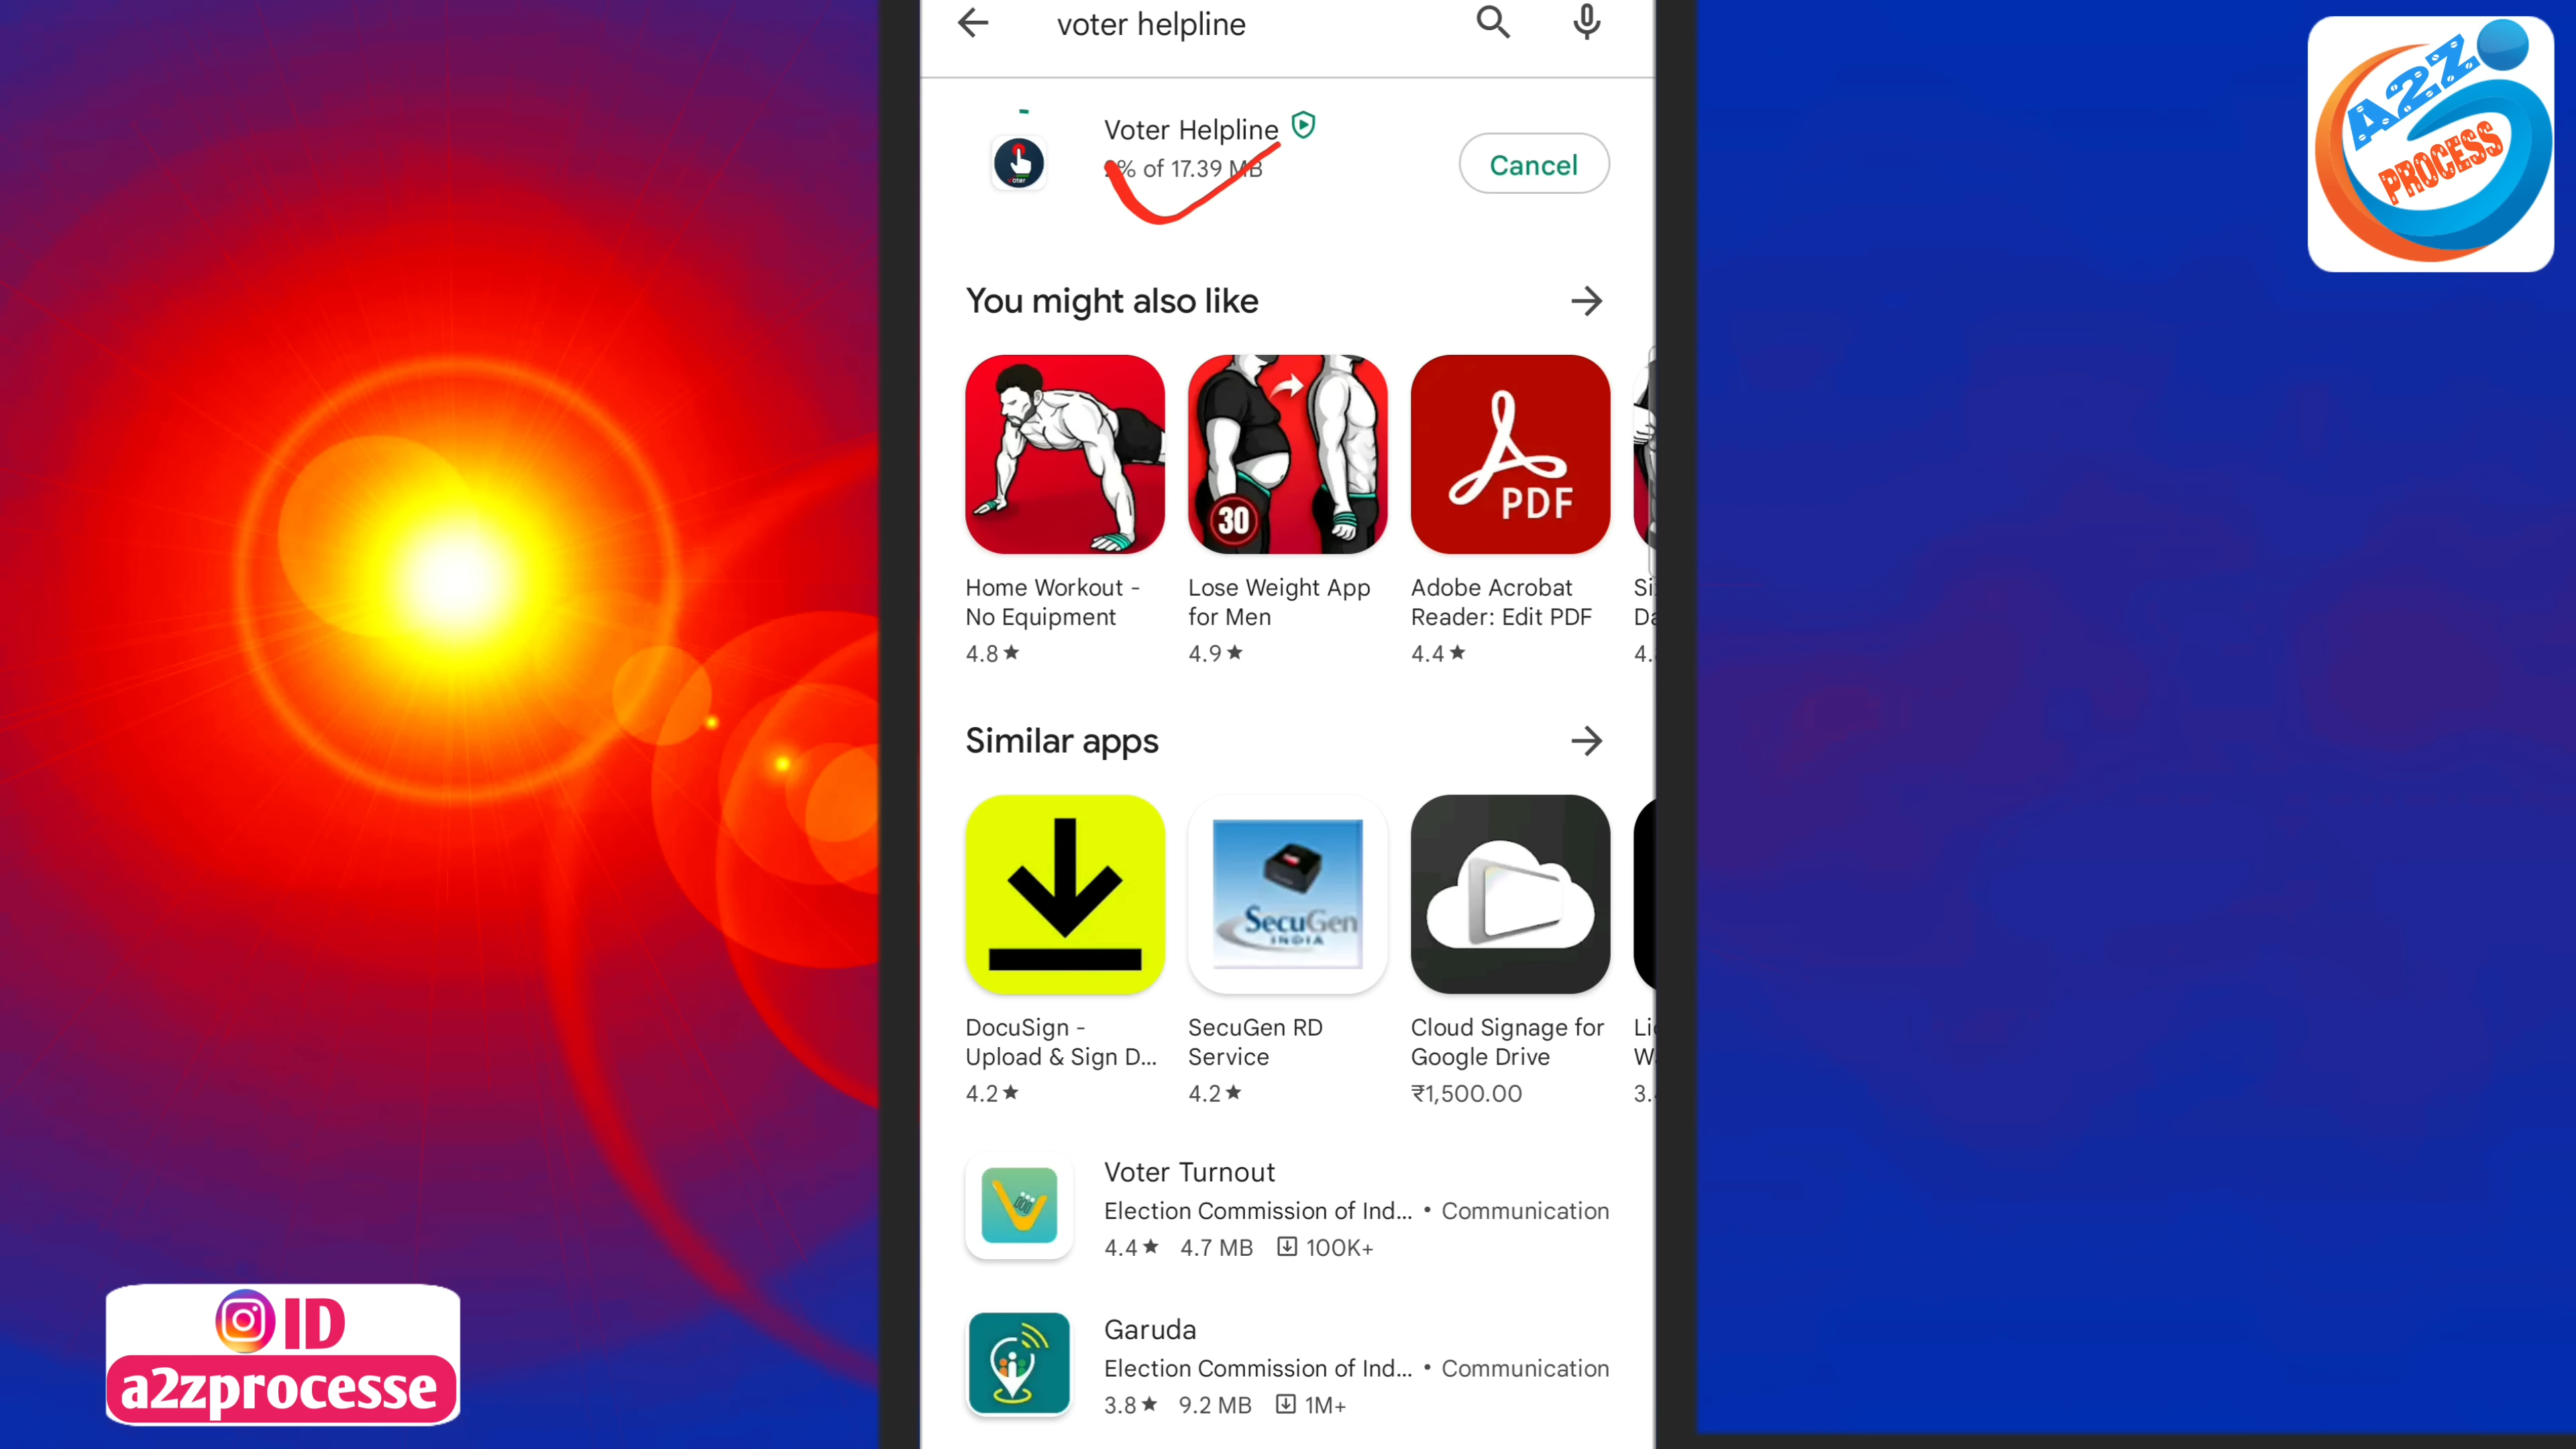 voter helpline
Voter Helpline
% of 17.39 MB
Cancel
voter
You might also like
30
PDF
Home Workout -
No Equipment
4.8★
Lose Weight App
for Men
4.9★
Adobe Acrobat
Reader: Edit PDF
4.4★
Similar apps
SecuGen
INDIA
DocuSign -
Upload & Sign D...
4.2★
SecuGen RD
Service
4.2★
Cloud Signage for
Google Drive
₹1,500.00
Voter Turnout
Election Commission of Ind... • Communication
4.4★ 4.7 MB 100K+
Garuda
Election Commission of Ind... • Communication
3.8★ 9.2 MB 1M+
A2Z
PROCESS
ID
a2zprocesse